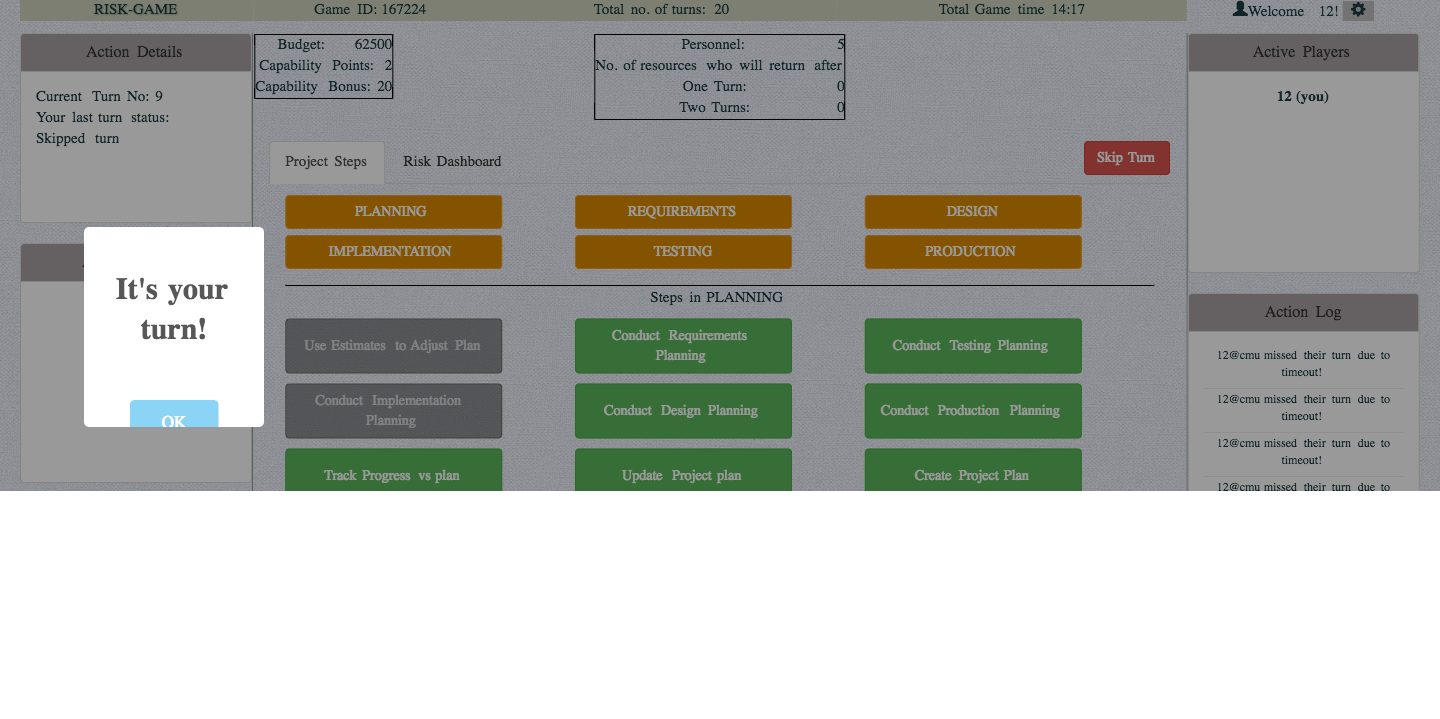 RISK-GAME
Game ID: 167224
Total no. of turns: 20
Total Game time 14:17
Welcome 12!
Action Details
Current Turn No: 9
Your last turn status:
Skipped turn
Budget: 62500
Capability Points: 2
Capability Bonus: 20
Personnel: 5
No. of resources who will return after
One Turn: 0
Two Turns: 0
Active Players
12 (you)
Project Steps
Risk Dashboard
Skip Turn
PLANNING
REQUIREMENTS
DESIGN
IMPLEMENTATION
TESTING
PRODUCTION
Steps in PLANNING
Use Estimates to Adjust Plan
Conduct Requirements
Planning
Conduct Testing Planning
Conduct Implementation
Planning
Conduct Design Planning
Conduct Production Planning
Track Progress vs plan
Update Project plan
Create Project Plan
It's your
turn!
OK
Action Log
12@cmu missed their turn due to
timeout!
12@cmu missed their turn due to
timeout!
12@cmu missed their turn due to
timeout!
12@cmu missed their turn due to